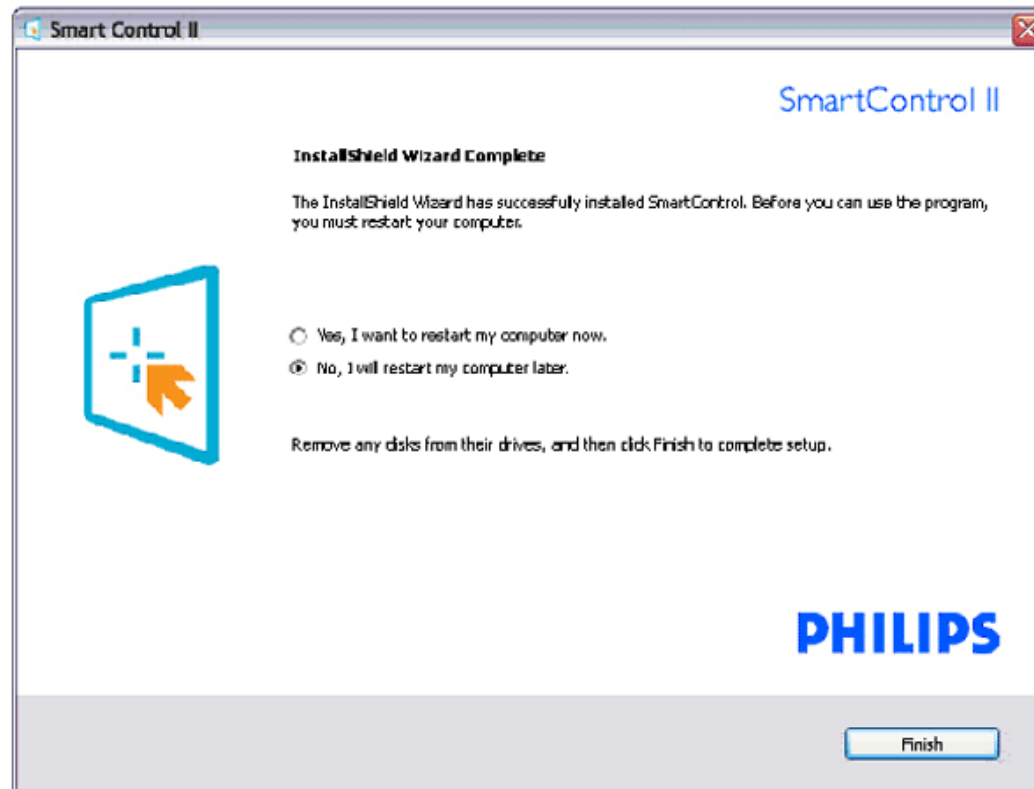 Smart Control II
SmartControl II
InstallShield Wizard Complete
The InstallShield Wizard has successfully installed SmartControl. Before you can use the program,
you must restart your computer.
Yes, I want to restart my computer now.
No, I will restart my computer later.
Remove any disks from their drives, and then click Finish to complete setup.
PHILIPS
Finish